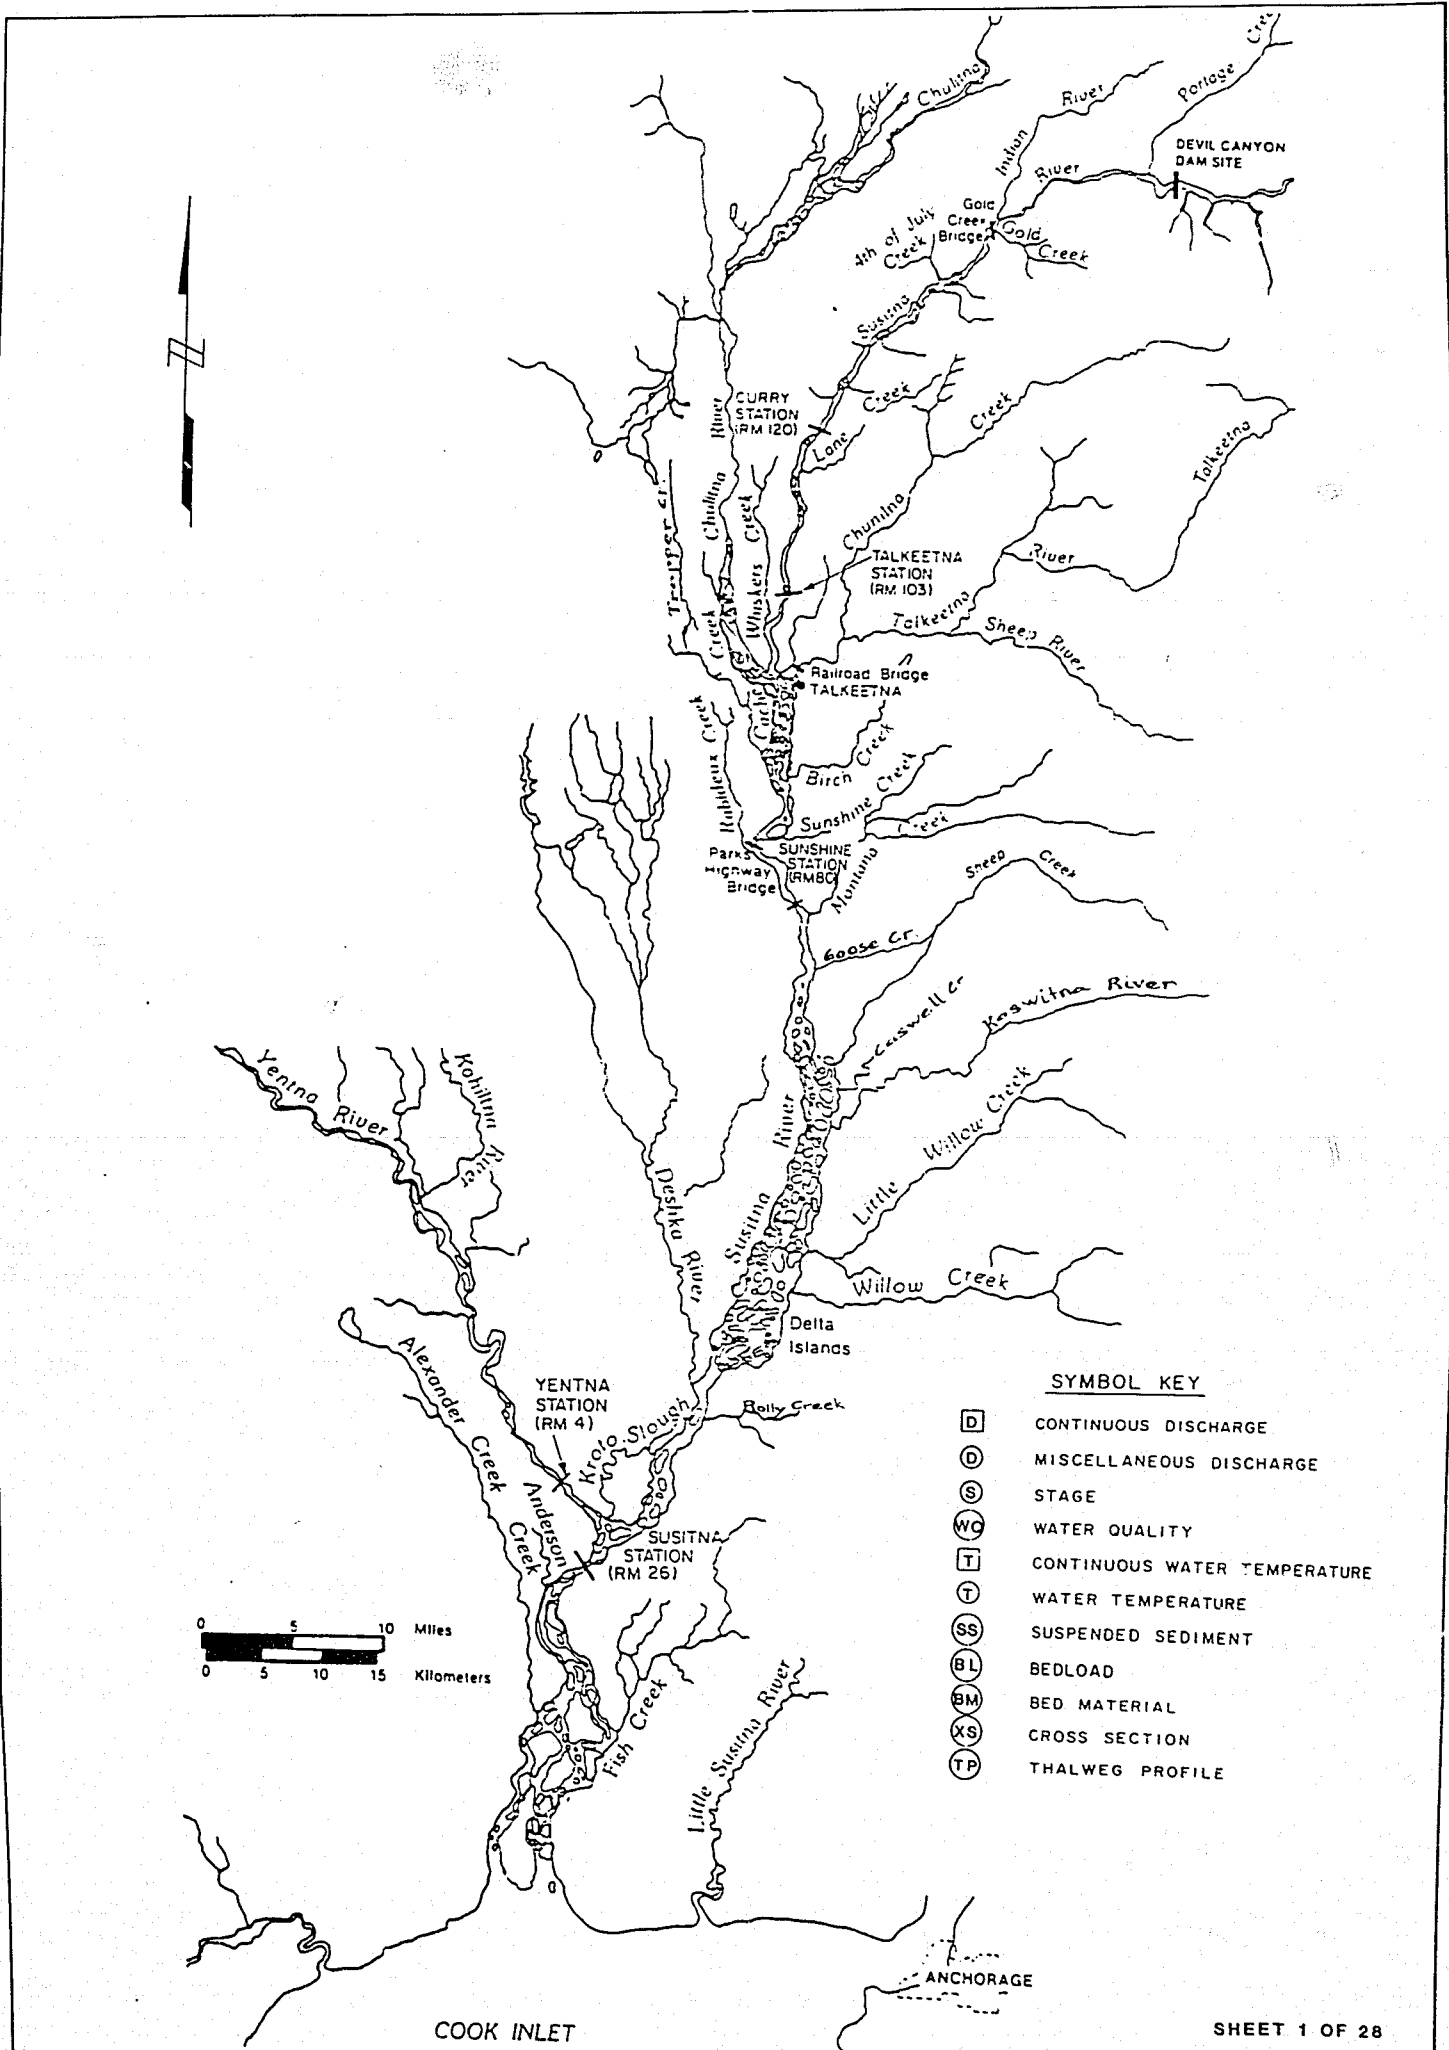 Chulitna
River
Indian
Portage
Cree
DEVIL CANYON
DAM SITE
River
Gold
Creek
Bridge
Gold
Creek
4th of July
Creek
Susitna
CURRY
STATION
(RM 120)
River
Chulitna
Creek
Lane
Creek
Chunilna
Talkeetna
River
Trapper Cr.
Whiskers
Creek
TALKEETNA
STATION
(RM 103)
Talkeetna
Sheep River
Creek
Cache
Railroad Bridge
TALKEETNA
Rabideux Creek
Birch Creek
Sunshine Creek
Creek
Montana
SUNSHINE
STATION
(RM80)
Parks
Highway
Bridge
Sheep Creek
Goose Cr.
Caswell Cr
Kaswitna River
Yentna
River
Kahiltna
River
River
Susitna
Little Willow Creek
Deshka River
Willow Creek
Delta
Islands
Alexander Creek
Creek
YENTNA
STATION
(RM 4)
Kroto Slough
Rolly Creek
Anderson
SUSITNA
STATION
(RM 26)
Fish Creek
Little Susitna River
0 5 10 Miles
0 5 10 15 Kilometers
SYMBOL KEY
D CONTINUOUS DISCHARGE
D MISCELLANEOUS DISCHARGE
S STAGE
WQ WATER QUALITY
T CONTINUOUS WATER TEMPERATURE
T WATER TEMPERATURE
SS SUSPENDED SEDIMENT
BL BEDLOAD
BM BED MATERIAL
XS CROSS SECTION
TP THALWEG PROFILE
ANCHORAGE
COOK INLET
SHEET 1 OF 28